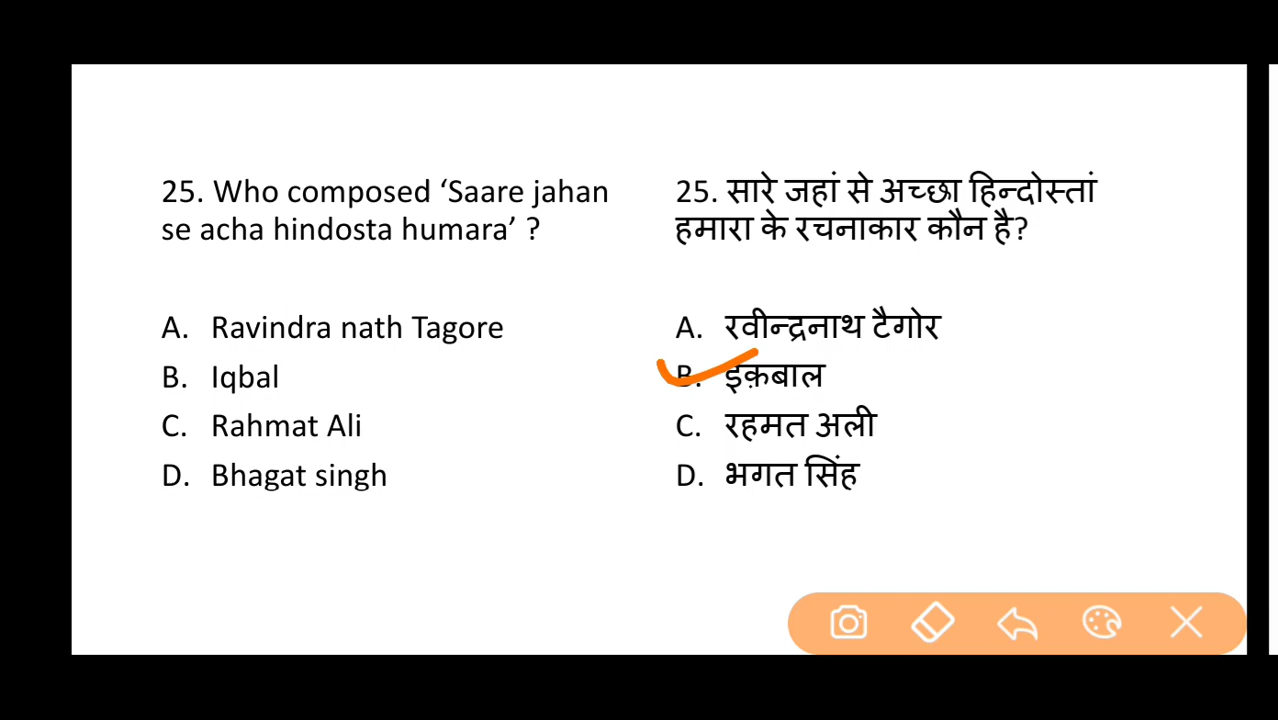 25. Who composed ‘Saare jahan
se acha hindosta humara’ ?
A. Ravindra nath Tagore
B. Iqbal
C. Rahmat Ali
D. Bhagat singh
25. सारे जहां से अच्छा हिन्दोस्तां
हमारा के रचनाकार कौन है?
A. रवीन्द्रनाथ टैगोर
B. इक़बाल
C. रहमत अली
D. भगत सिंह